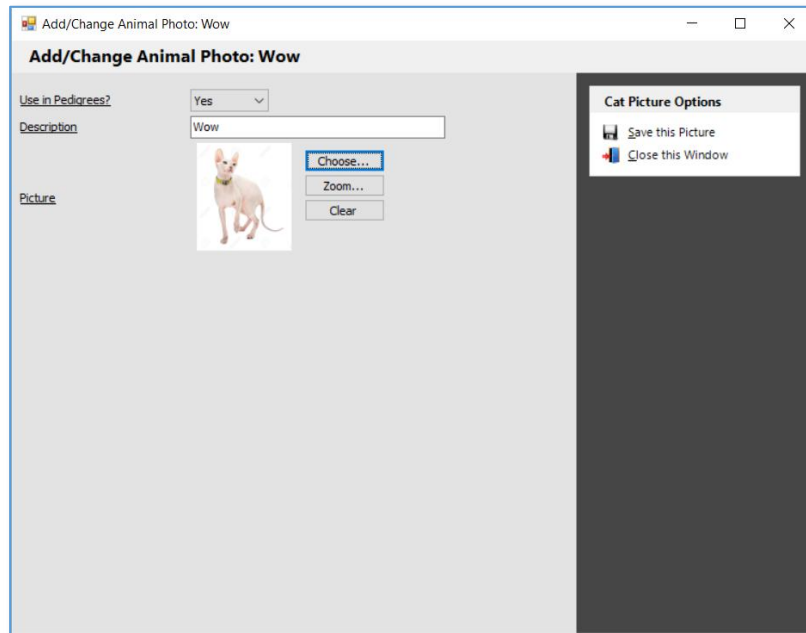 Add/Change Animal Photo: Wow
Add/Change Animal Photo: Wow
Use in Pedigrees?
Yes
Description
Wow
Picture
Choose...
Zoom...
Clear
Cat Picture Options
Save this Picture
Close this Window